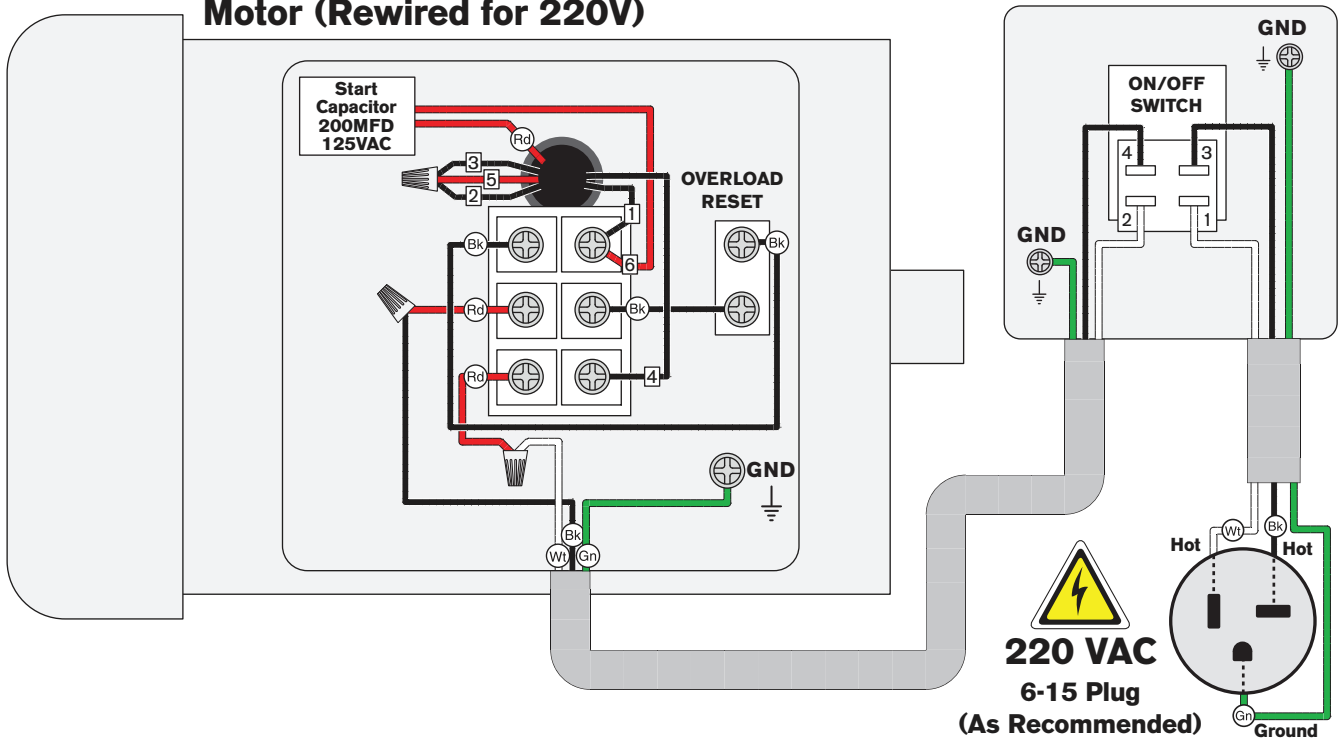 Motor (Rewired for 220V)
Start
Capacitor
200MFD
125VAC
Rd
3
5
2
1
6
OVERLOAD
RESET
Bk
Bk
Rd
Bk
Rd
4
GND
Bk
Wt
Gn
GND
ON/OFF
SWITCH
4
3
2
1
GND
Wt
Bk
Hot
Hot
220 VAC
6-15 Plug
(As Recommended)
Gn
Ground